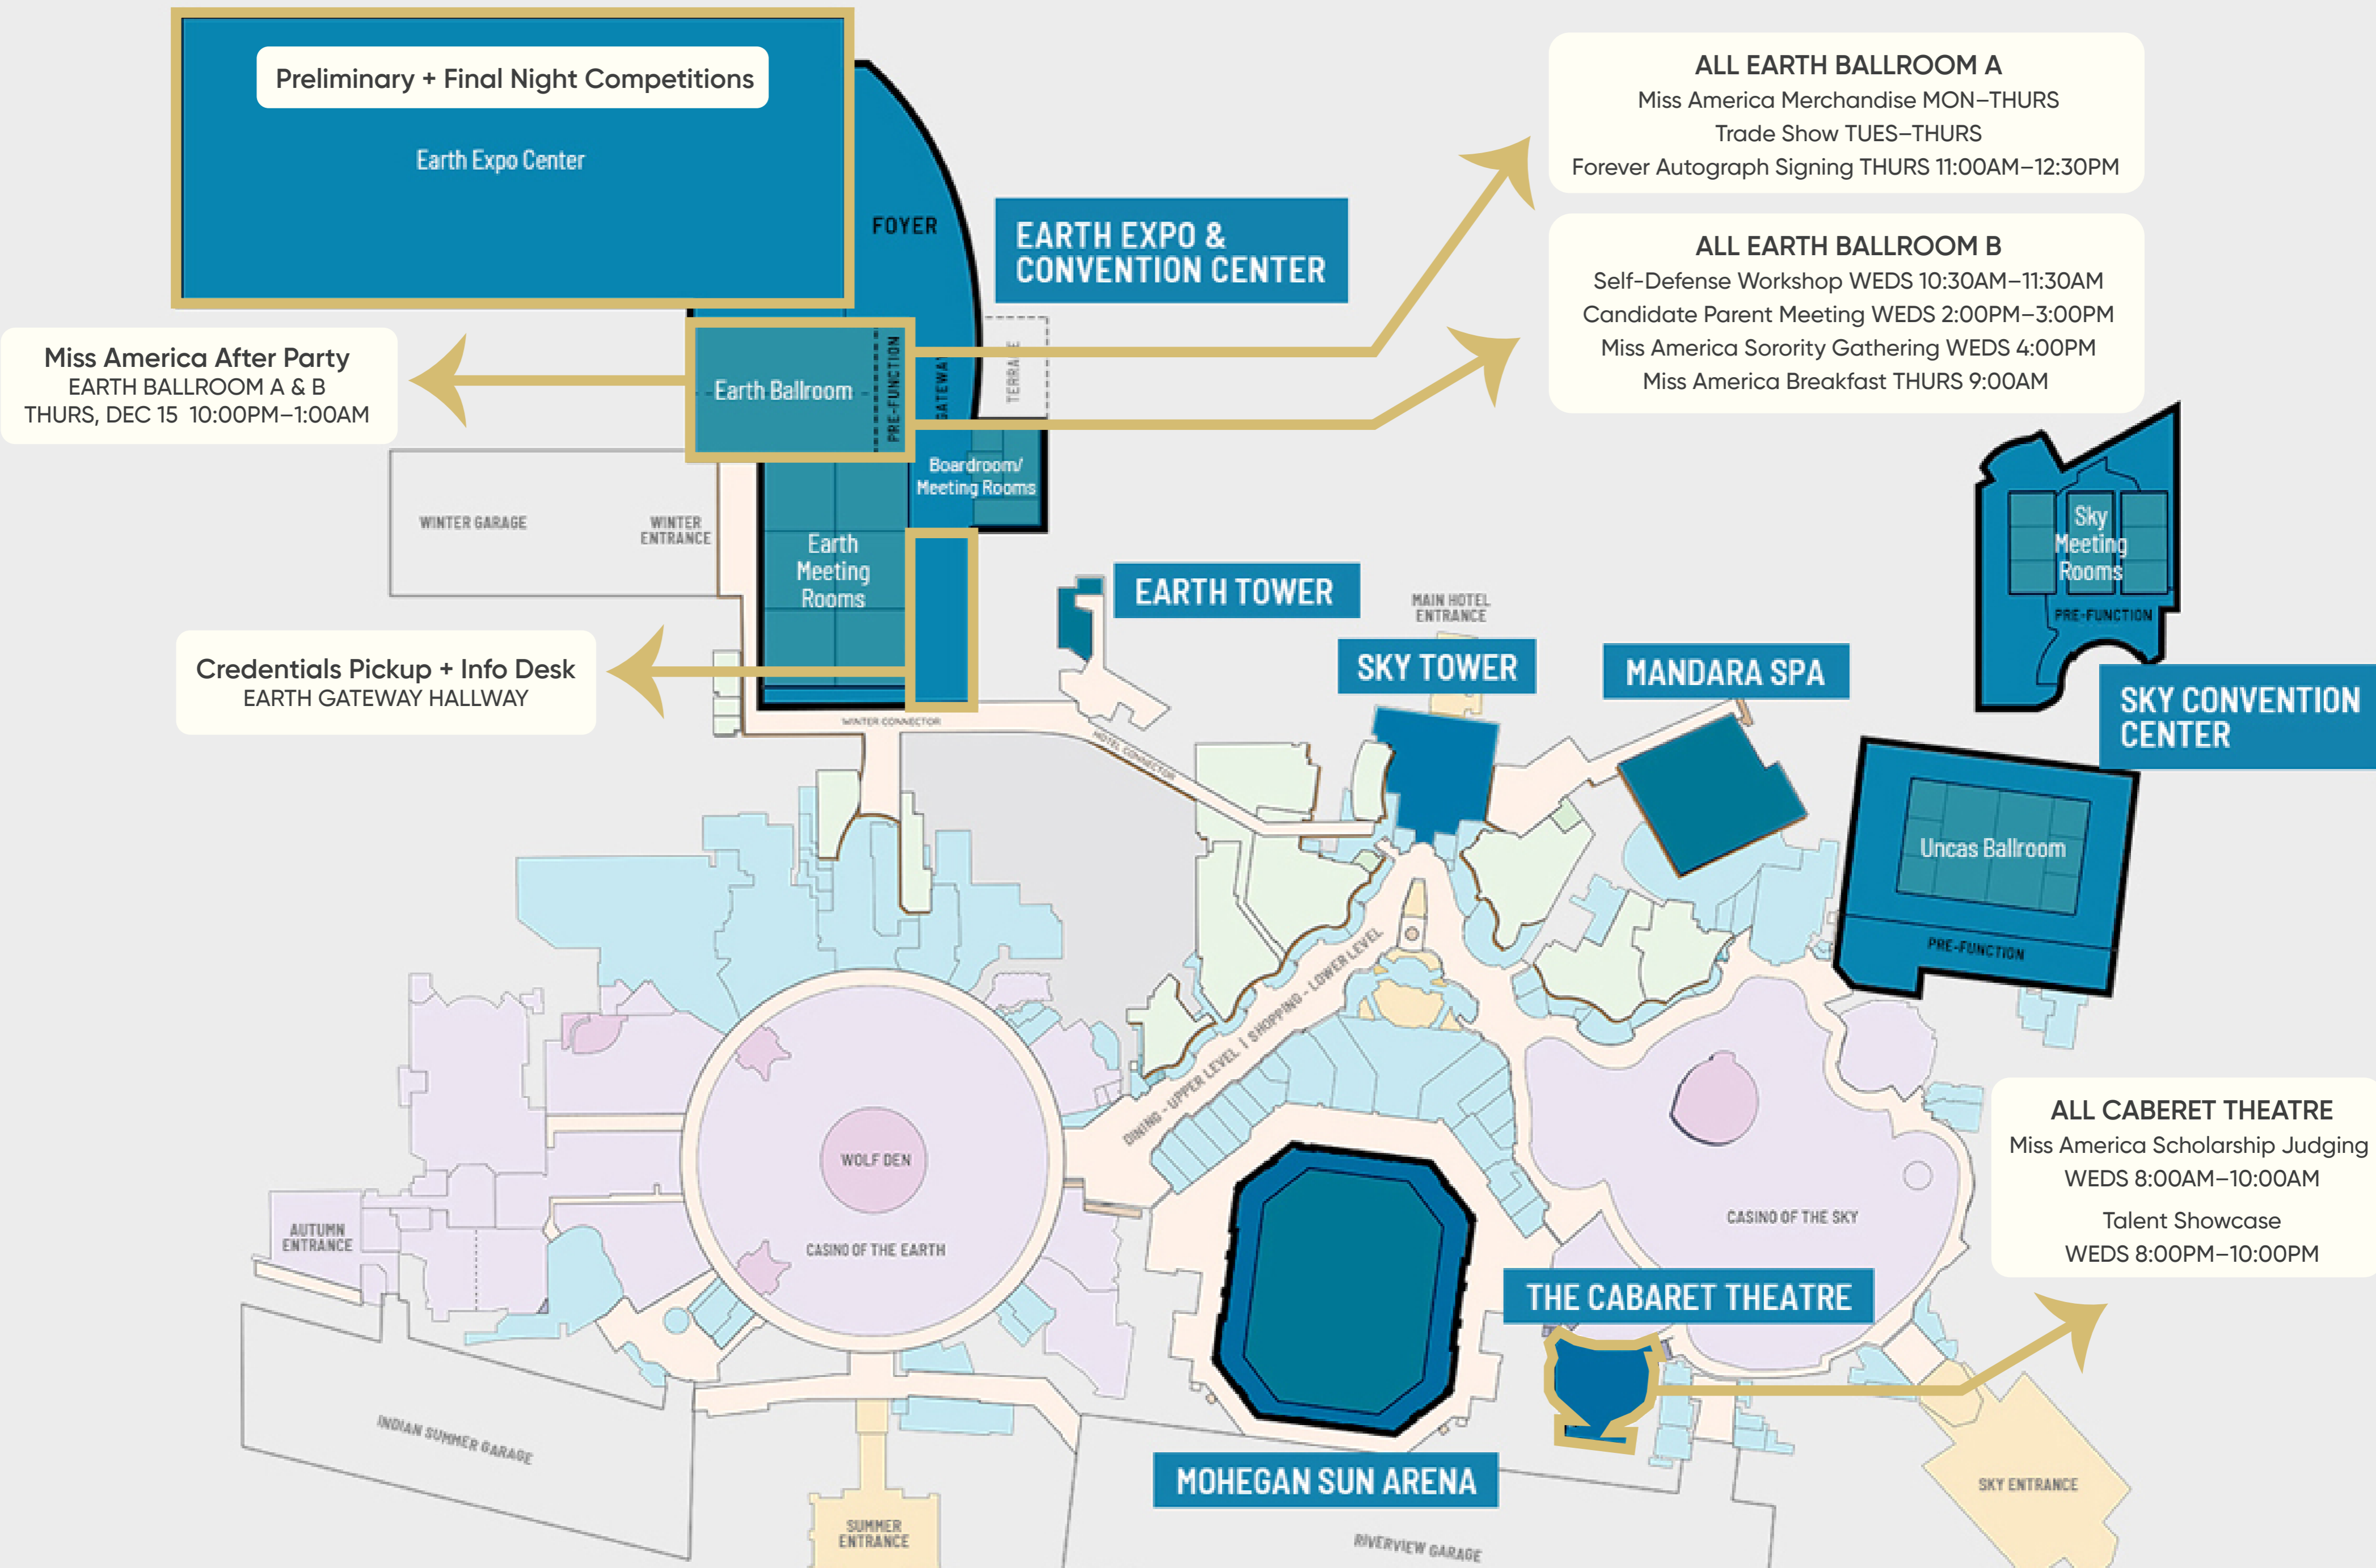 Preliminary + Final Night Competitions
Earth Expo Center
FOYER
EARTH EXPO &
CONVENTION CENTER
ALL EARTH BALLROOM A
Miss America Merchandise MON–THURS
Trade Show TUES–THURS
Forever Autograph Signing THURS 11:00AM–12:30PM
ALL EARTH BALLROOM B
Self-Defense Workshop WEDS 10:30AM–11:30AM
Candidate Parent Meeting WEDS 2:00PM–3:00PM
Miss America Sorority Gathering WEDS 4:00PM
Miss America Breakfast THURS 9:00AM
Miss America After Party
EARTH BALLROOM A & B
THURS, DEC 15 10:00PM–1:00AM
Earth Ballroom
PRE-FUNCTION
GATEWAY
TERRACE
Boardroom/
Meeting Rooms
WINTER GARAGE
WINTER
ENTRANCE
Earth
Meeting
Rooms
Sky
Meeting
Rooms
PRE-FUNCTION
EARTH TOWER
MAIN HOTEL
ENTRANCE
SKY TOWER
MANDARA SPA
SKY CONVENTION
CENTER
Credentials Pickup + Info Desk
EARTH GATEWAY HALLWAY
WINTER CONNECTOR
HOTEL CONNECTOR
Uncas Ballroom
PRE-FUNCTION
DINING - UPPER LEVEL | SHOPPING - LOWER LEVEL
WOLF DEN
CASINO OF THE EARTH
AUTUMN
ENTRANCE
CASINO OF THE SKY
ALL CABERET THEATRE
Miss America Scholarship Judging
WEDS 8:00AM–10:00AM
Talent Showcase
WEDS 8:00PM–10:00PM
THE CABARET THEATRE
INDIAN SUMMER GARAGE
MOHEGAN SUN ARENA
SKY ENTRANCE
SUMMER
ENTRANCE
RIVERVIEW GARAGE